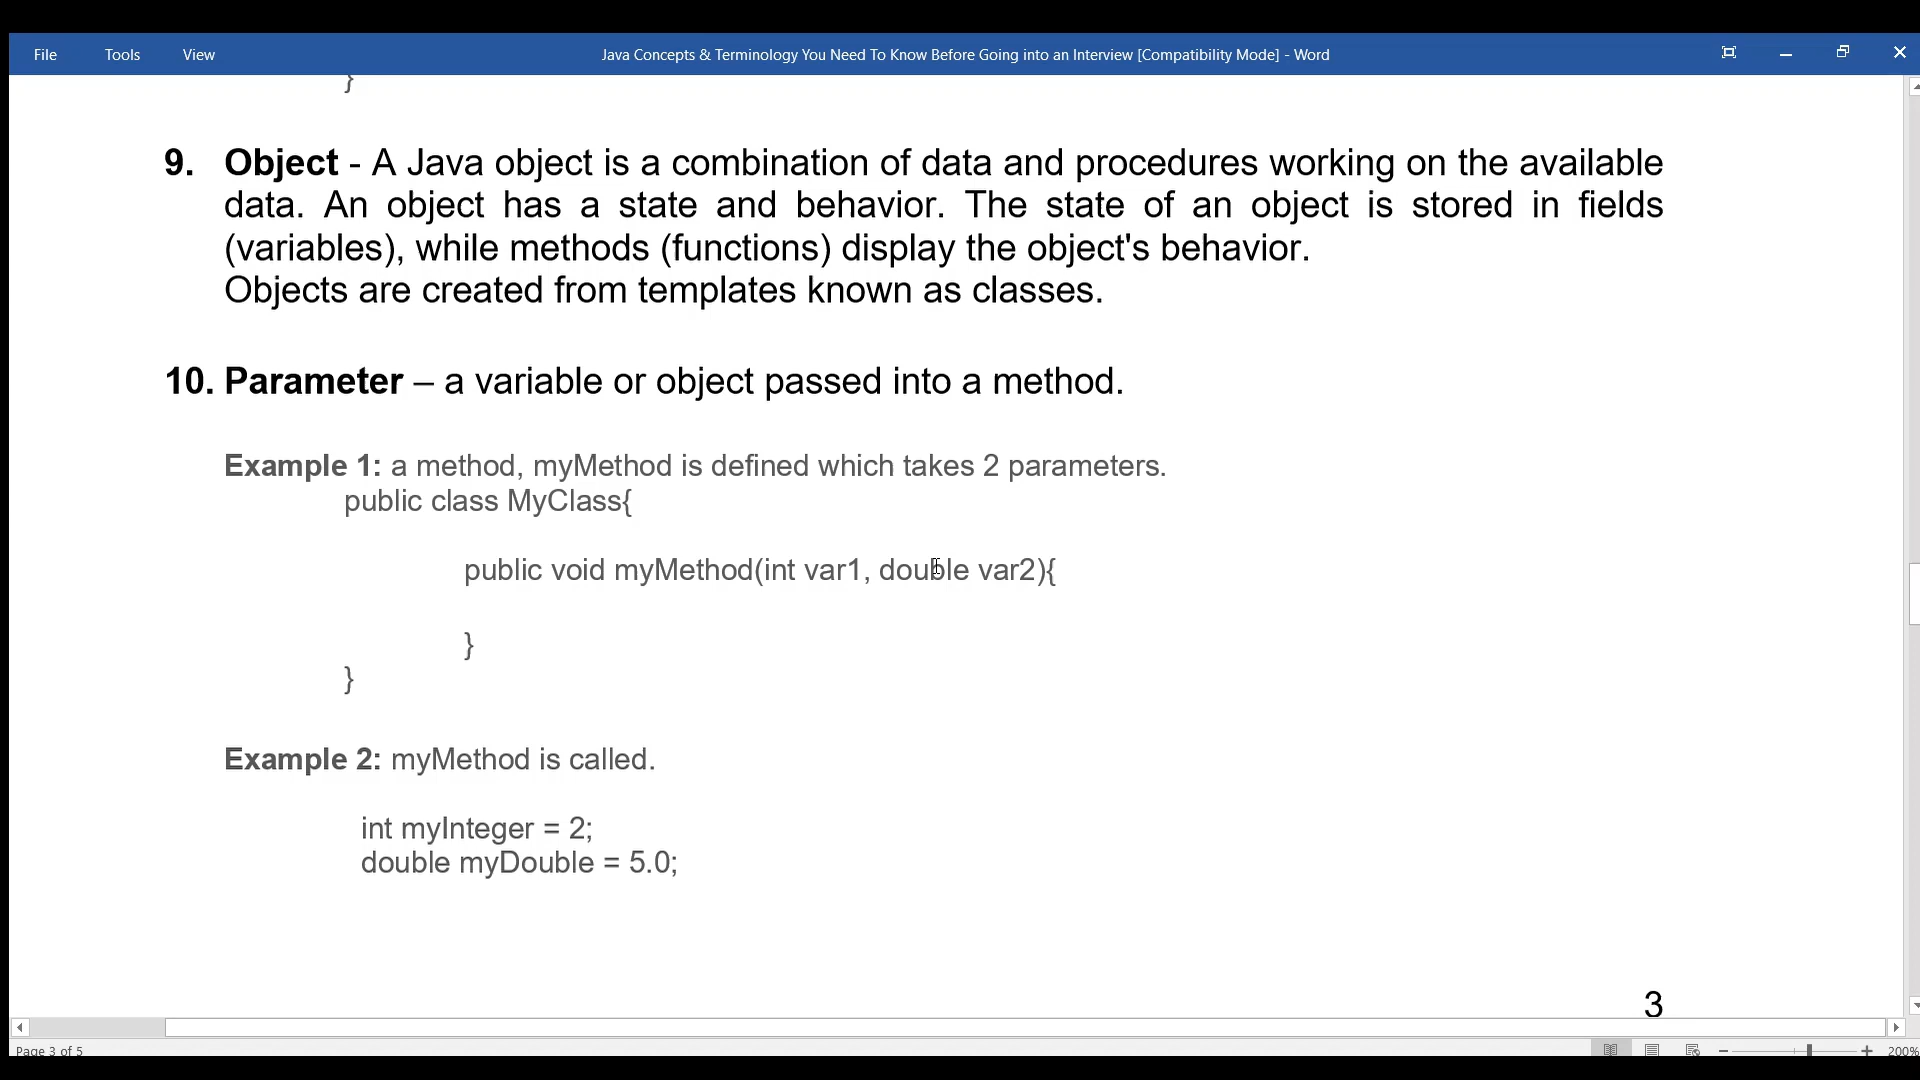 File Tools View Java Concepts & Terminology You Need To Know Before Going into an Interview [Compatibility Mode] - Word
}
9. Object - A Java object is a combination of data and procedures working on the available
data. An object has a state and behavior. The state of an object is stored in fields
(variables), while methods (functions) display the object's behavior.
Objects are created from templates known as classes.
10. Parameter – a variable or object passed into a method.
Example 1: a method, myMethod is defined which takes 2 parameters.
public class MyClass{
public void myMethod(int var1, double var2){
}
}
Example 2: myMethod is called.
int myInteger = 2;
double myDouble = 5.0;
3
Page 3 of 5 200%